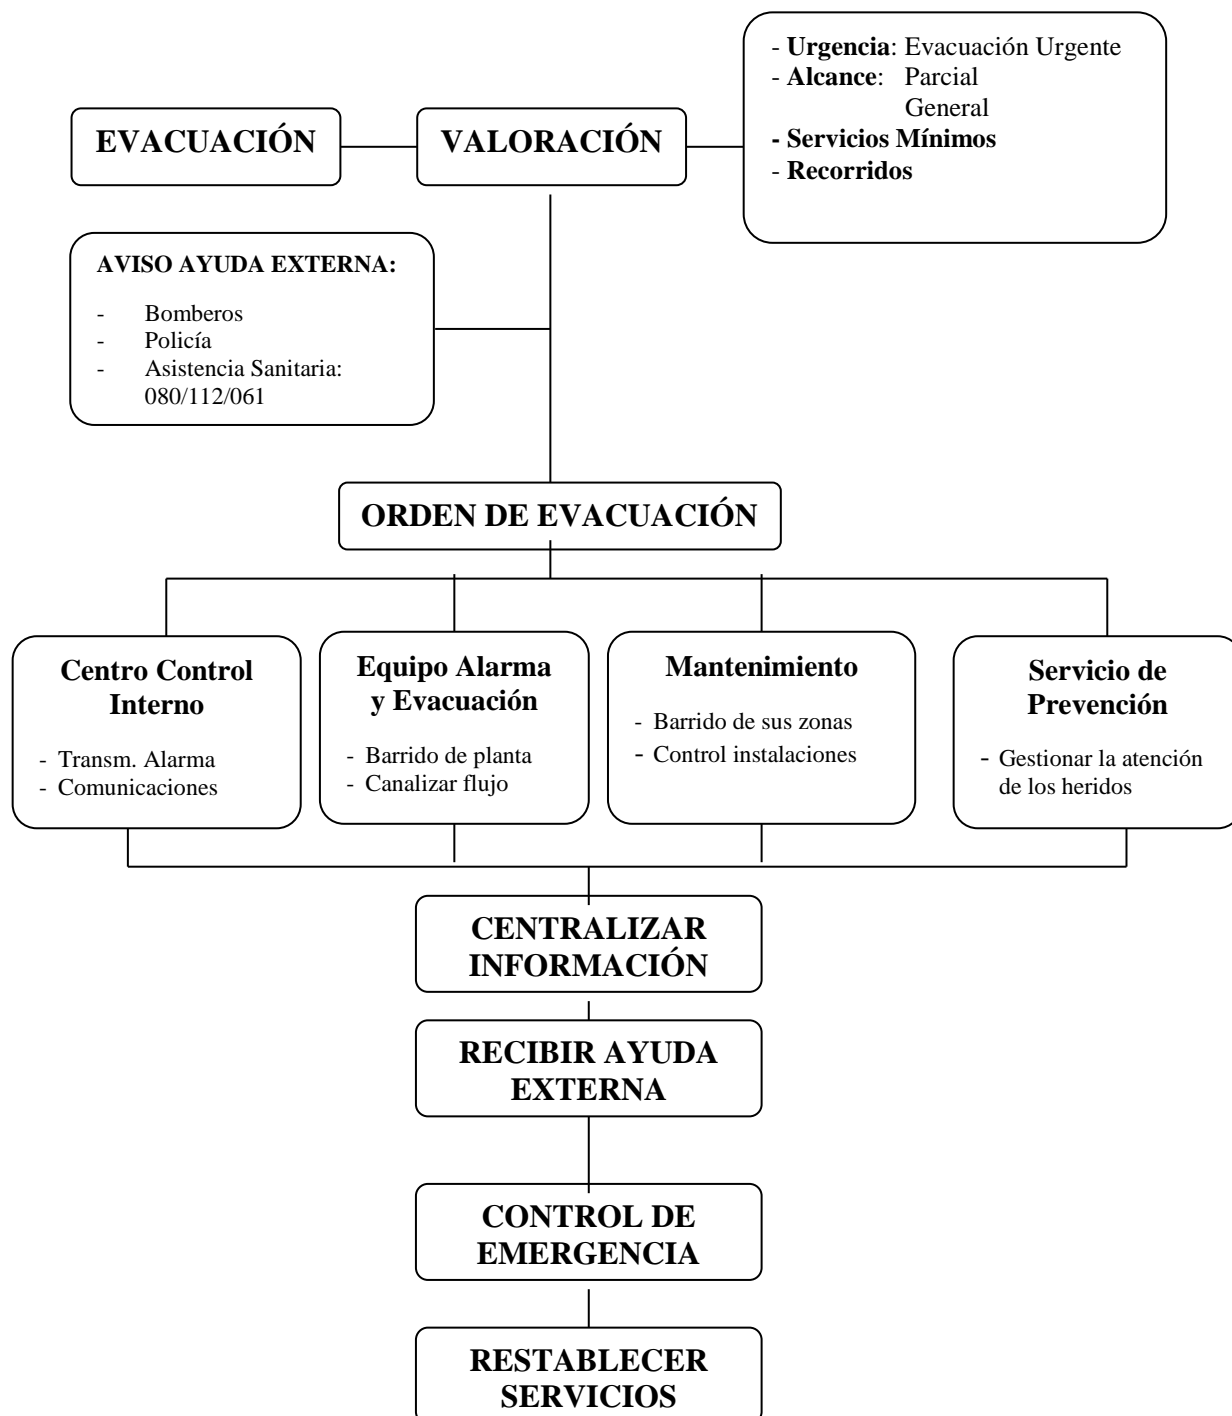 EVACUACIÓN
VALORACIÓN
- Urgencia: Evacuación Urgente
- Alcance: Parcial
General
- Servicios Mínimos
- Recorridos
AVISO AYUDA EXTERNA:
- Bomberos
- Policía
- Asistencia Sanitaria:
080/112/061
ORDEN DE EVACUACIÓN
Centro Control
Interno
- Transm. Alarma
- Comunicaciones
Equipo Alarma
y Evacuación
- Barrido de planta
- Canalizar flujo
Mantenimiento
- Barrido de sus zonas
- Control instalaciones
Servicio de
Prevención
- Gestionar la atención
de los heridos
CENTRALIZAR
INFORMACIÓN
RECIBIR AYUDA
EXTERNA
CONTROL DE
EMERGENCIA
RESTABLECER
SERVICIOS